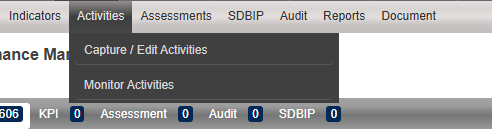 Indicators Activities Assessments SDBIP Audit Reports Document
Capture / Edit Activities
nance Mar
Monitor Activities
606 KPI 0 Assessment 0 Audit 0 SDBIP 0